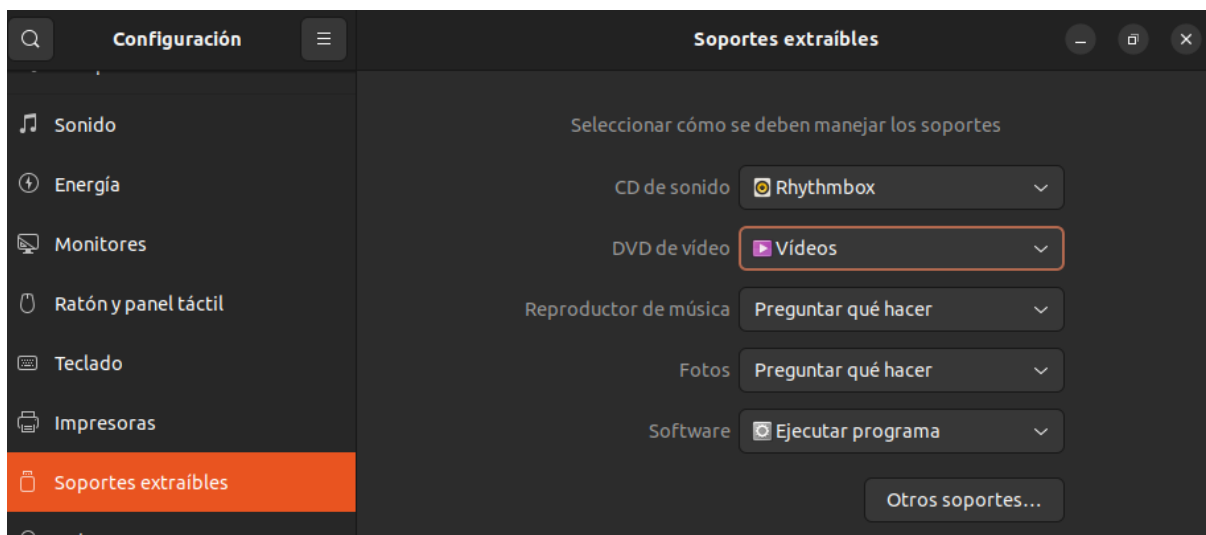 Configuración
Soportes extraíbles
Sonido
Energía
Monitores
Ratón y panel táctil
Teclado
Impresoras
Soportes extraíbles
Seleccionar cómo se deben manejar los soportes
CD de sonido Rhythmbox
DVD de vídeo Vídeos
Reproductor de música Preguntar qué hacer
Fotos Preguntar qué hacer
Software Ejecutar programa
Otros soportes…